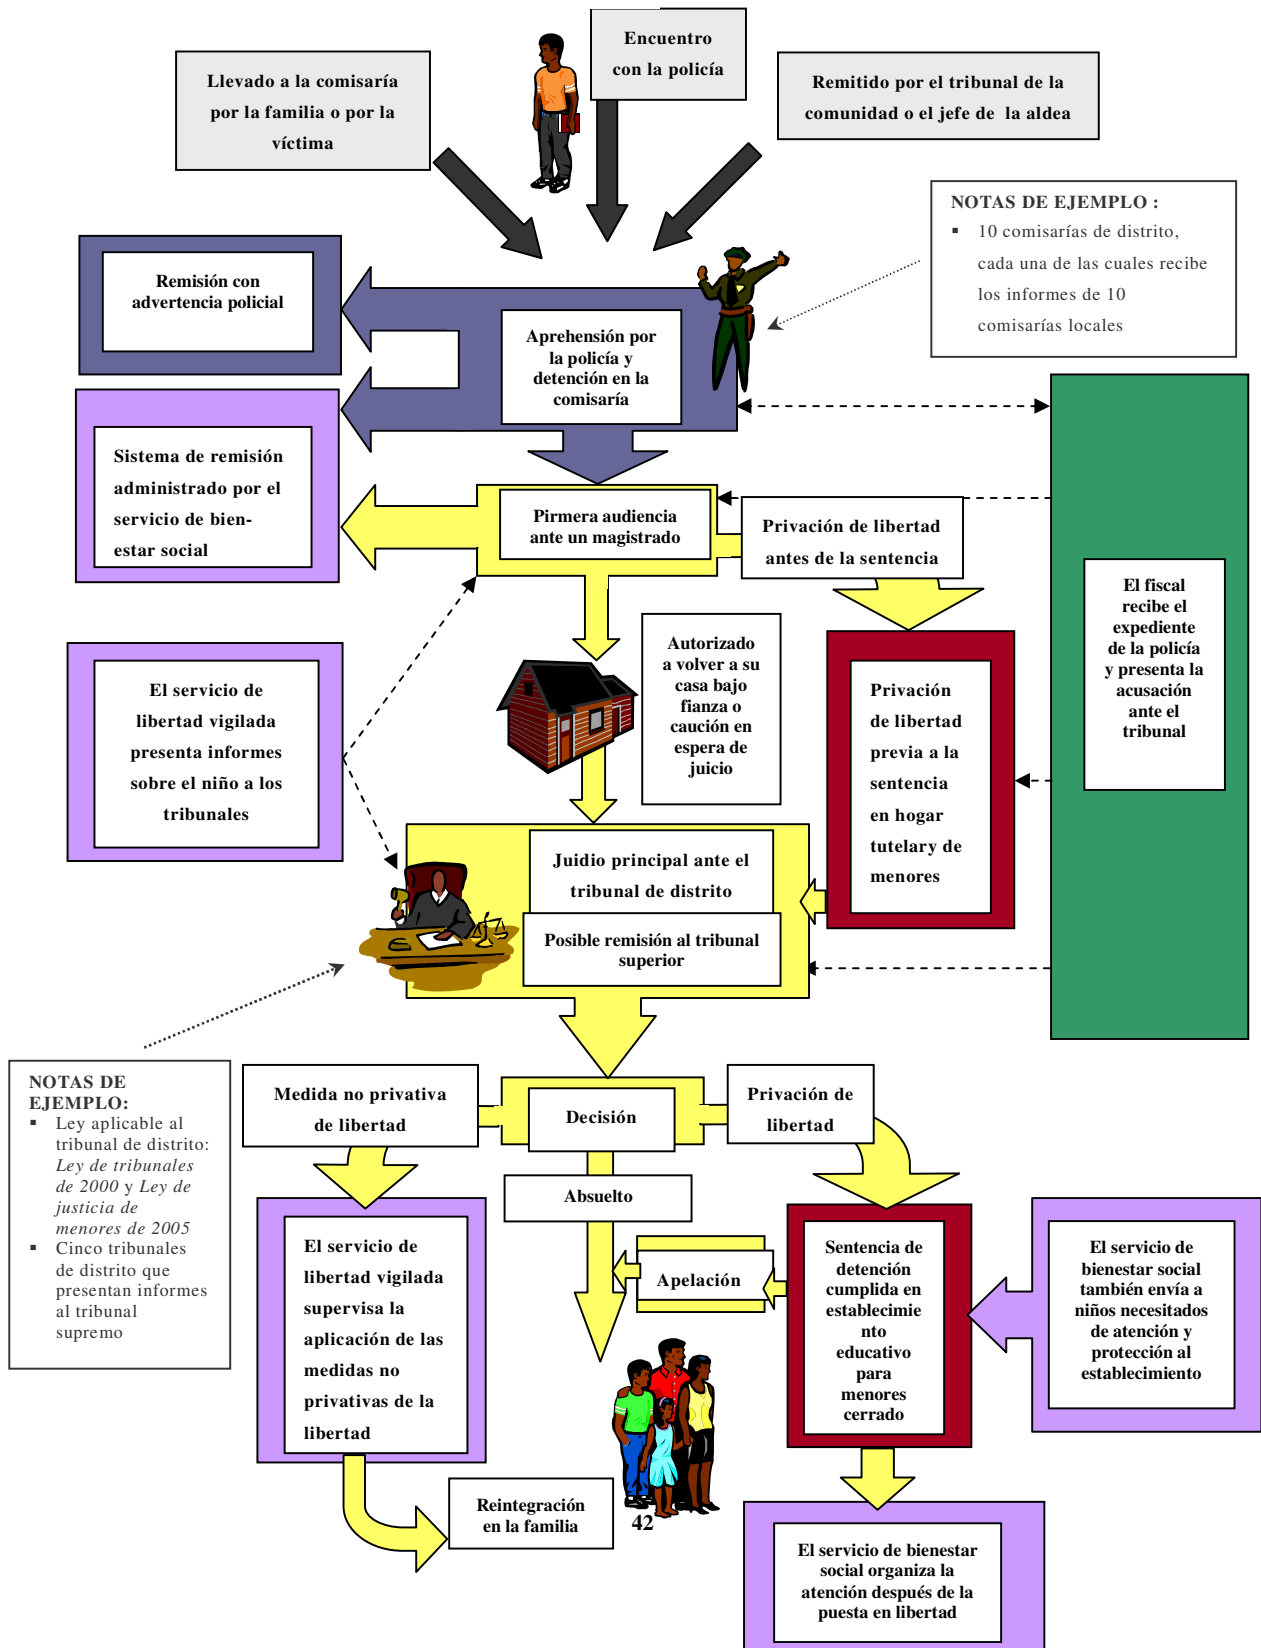 Encuentro
con la policía
Llevado a la comisaría
por la familia o por la
víctima
Remitido por el tribunal de la
comunidad o el jefe de la aldea
NOTAS DE EJEMPLO :
▪ 10 comisarías de distrito,
cada una de las cuales recibe
los informes de 10
comisarías locales
Remisión con
advertencia policial
Aprehensión por
la policía y
detención en la
comisaría
Sistema de remisión
administrado por el
servicio de bien-
estar social
Pirmera audiencia
ante un magistrado
Privación de libertad
antes de la sentencia
El fiscal
recibe el
expediente
de la policía
y presenta la
acusación
ante el
tribunal
Autorizado
a volver a su
casa bajo
fianza o
caución en
espera de
juicio
El servicio de
libertad vigilada
presenta informes
sobre el niño a los
tribunales
Privación
de libertad
previa a la
sentencia
en hogar
tutelary de
menores
Juidio principal ante el
tribunal de distrito
Posible remisión al tribunal
superior
NOTAS DE
EJEMPLO:
▪ Ley aplicable al
tribunal de distrito:
Ley de tribunales
de 2000 y Ley de
justicia de
menores de 2005
▪ Cinco tribunales
de distrito que
presentan informes
al tribunal
supremo
Medida no privativa
de libertad
Decisión
Privación de
libertad
Absuelto
El servicio de
libertad vigilada
supervisa la
aplicación de las
medidas no
privativas de la
libertad
Apelación
Sentencia de
detención
cumplida en
establecimie
nto
educativo
para
menores
cerrado
El servicio de
bienestar social
también envía a
niños necesitados
de atención y
protección al
establecimiento
Reintegración
en la familia
42
El servicio de bienestar
social organiza la
atención después de la
puesta en libertad